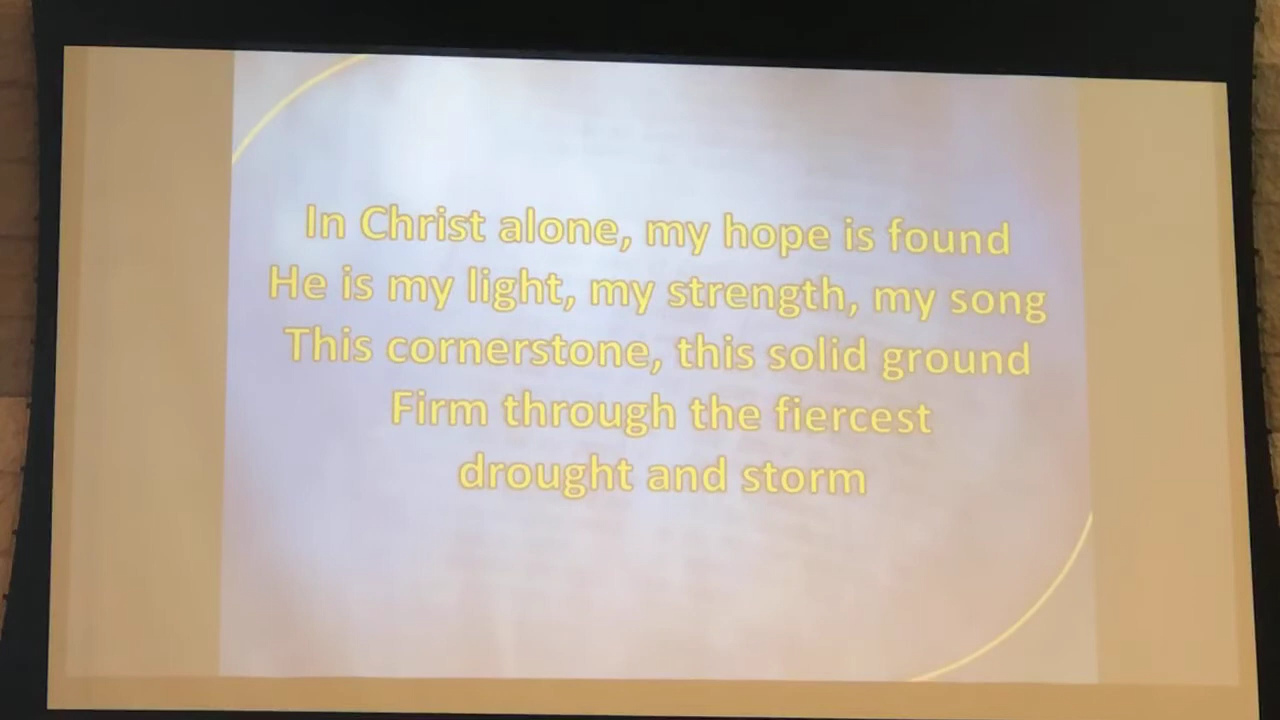 In Christ alone, my hope is found
He is my light, my strength, my song
This cornerstone, this solid ground
Firm through the fiercest
drought and storm